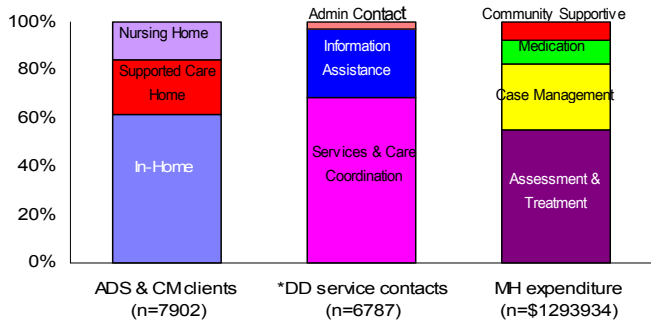 Admin Contact
Community Supportive
100%
Nursing Home
Information
Assistance
Medication
80%
Supported Care
Home
Case Management
60%
In-Home
Services & Care
Coordination
Assessment &
Treatment
40%
20%
0%
ADS & CM clients
(n=7902)
*DD service contacts
(n=6787)
MH expenditure
(n=$1293934)